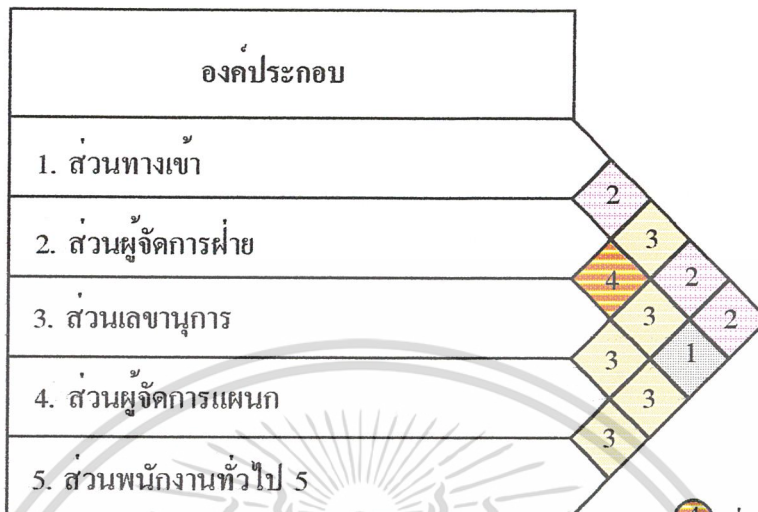 องค์ประกอบ
1. ส่วนทางเข้า
2. ส่วนผู้จัดการฝ่าย
3. ส่วนเลขานุการ
4. ส่วนผู้จัดการแผนก
5. ส่วนพนักงานทั่วไป 5
2
3
4
2
3
2
3
1
3
3
4